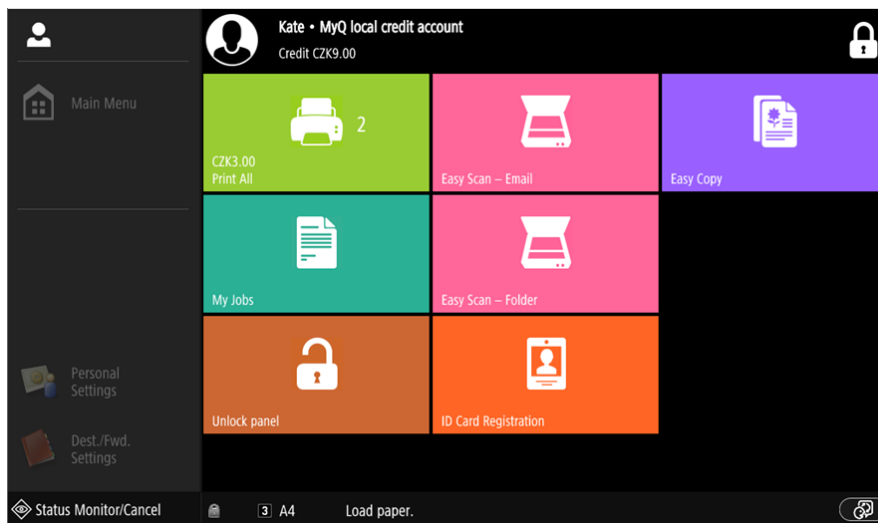 Kate • MyQ local credit account
Credit CZK9.00
Main Menu
2
CZK3.00
Print All
Easy Scan – Email
Easy Copy
My Jobs
Easy Scan – Folder
Personal
Settings
Unlock panel
ID Card Registration
Dest./Fwd.
Settings
Status Monitor/Cancel
3 A4 Load paper.